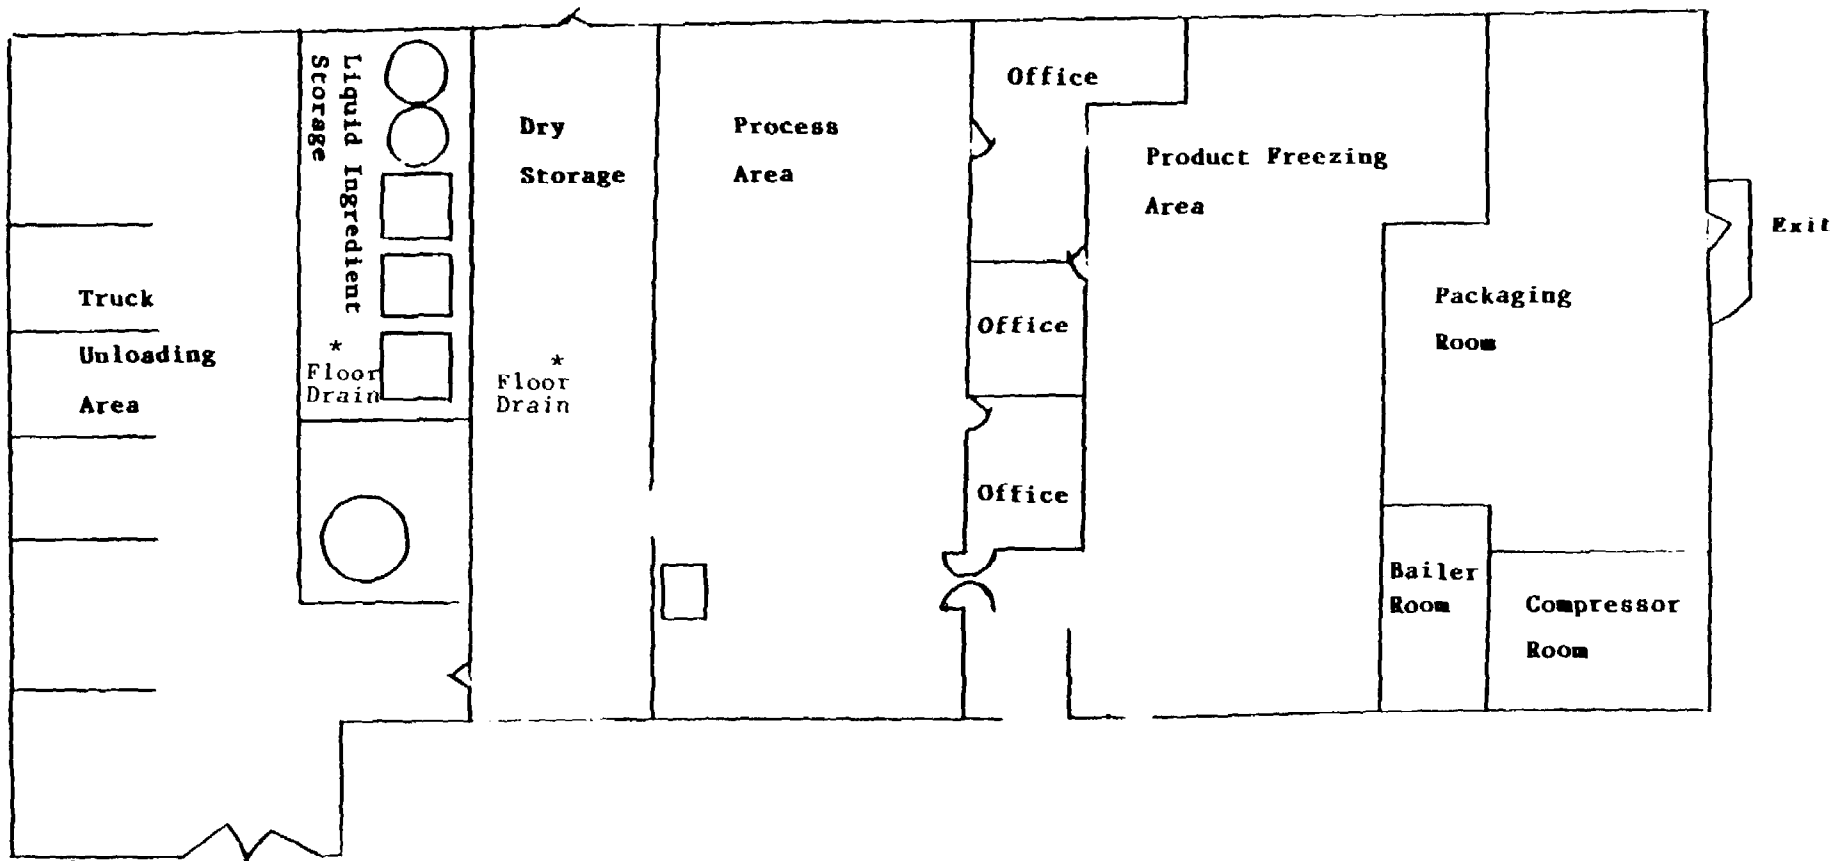 Liquid Ingredient
Storage
Dry
Storage
Process
Area
Office
Product Freezing
Area
Exit
Truck
Unloading
Area
*
Floor
Drain
*
Floor
Drain
Office
Office
Packaging
Room
Bailer
Room
Compressor
Room